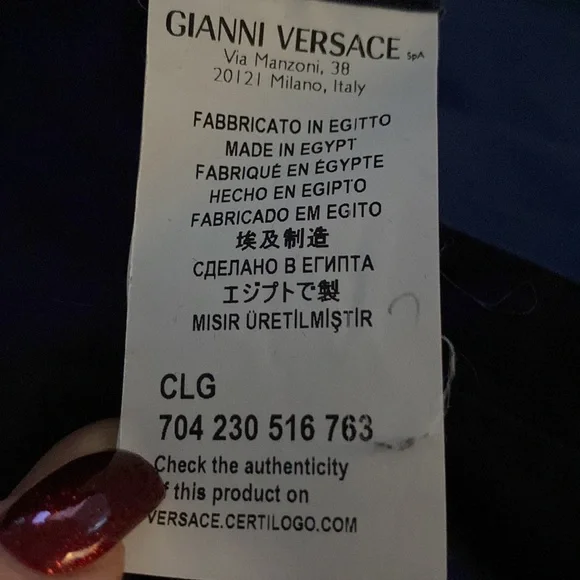 GIANNI VERSACE SpA
Via Manzoni, 38
20121 Milano, Italy
FABBRICATO IN EGITTO
MADE IN EGYPT
FABRIQUÉ EN ÉGYPTE
HECHO EN EGIPTO
FABRICADO EM EGITO
埃及制造
СДЕЛАНО В ЕГИПТА
エジプトで製
MISIR ÜRETİLMİŞTİR
CLG
704 230 516 763
Check the authenticity
f this product on
VERSACE.CERTILOGO.COM